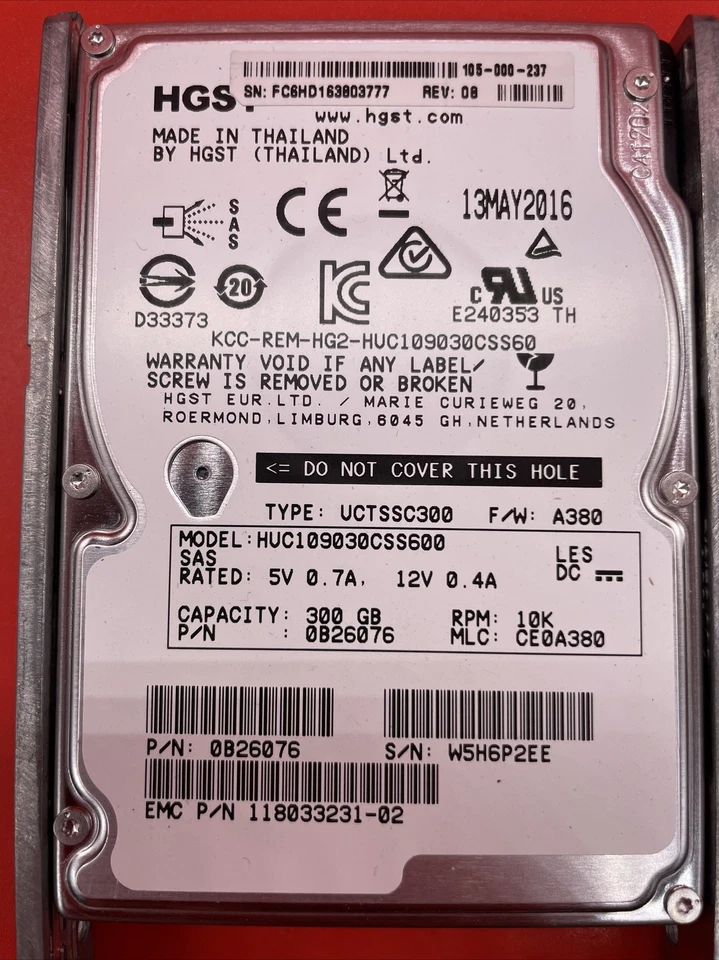 105-000-237
SN: FC6HD163803777 REV: 08
HGST
www.hgst.com
MADE IN THAILAND
BY HGST (THAILAND) Ltd.
SAS
CE
13MAY2016
20
D33373
KC
c RU US
E240353 TH
KCC-REM-HG2-HUC109030CSS60
WARRANTY VOID IF ANY LABEL/
SCREW IS REMOVED OR BROKEN
HGST EUR.LTD. / MARIE CURIEWEG 20,
ROERMOND,LIMBURG,6045 GH,NETHERLANDS
<= DO NOT COVER THIS HOLE
TYPE: UCTSSC300 F/W: A380
MODEL:HUC109030CSS600
SAS
LES
RATED: 5V 0.7A, 12V 0.4A
DC
CAPACITY: 300 GB RPM: 10K
P/N : 0B26076 MLC: CE0A380
P/N: 0B26076 S/N: W5H6P2EE
EMC P/N 118033231-02